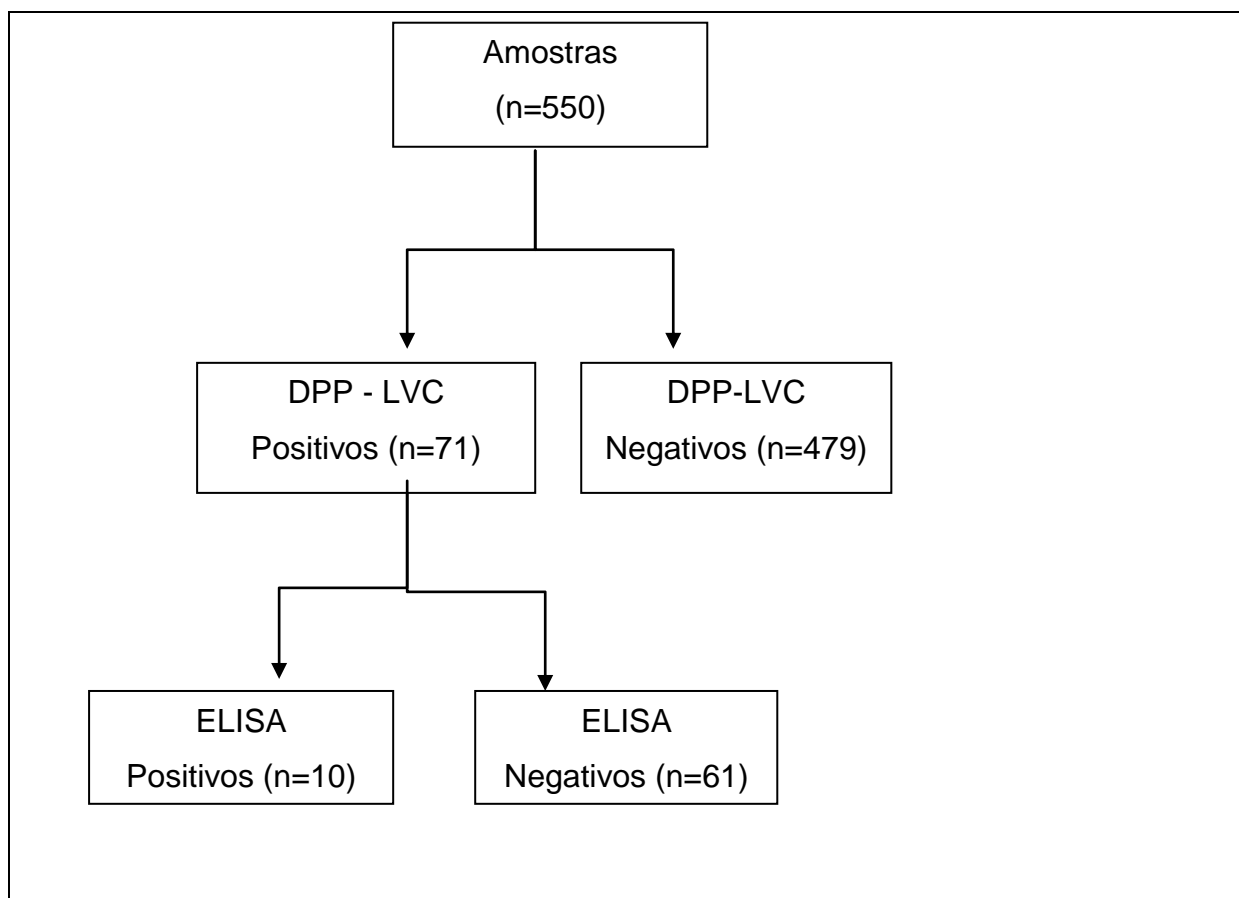 Amostras
(n=550)
DPP - LVC
Positivos (n=71)
DPP-LVC
Negativos (n=479)
ELISA
Positivos (n=10)
ELISA
Negativos (n=61)